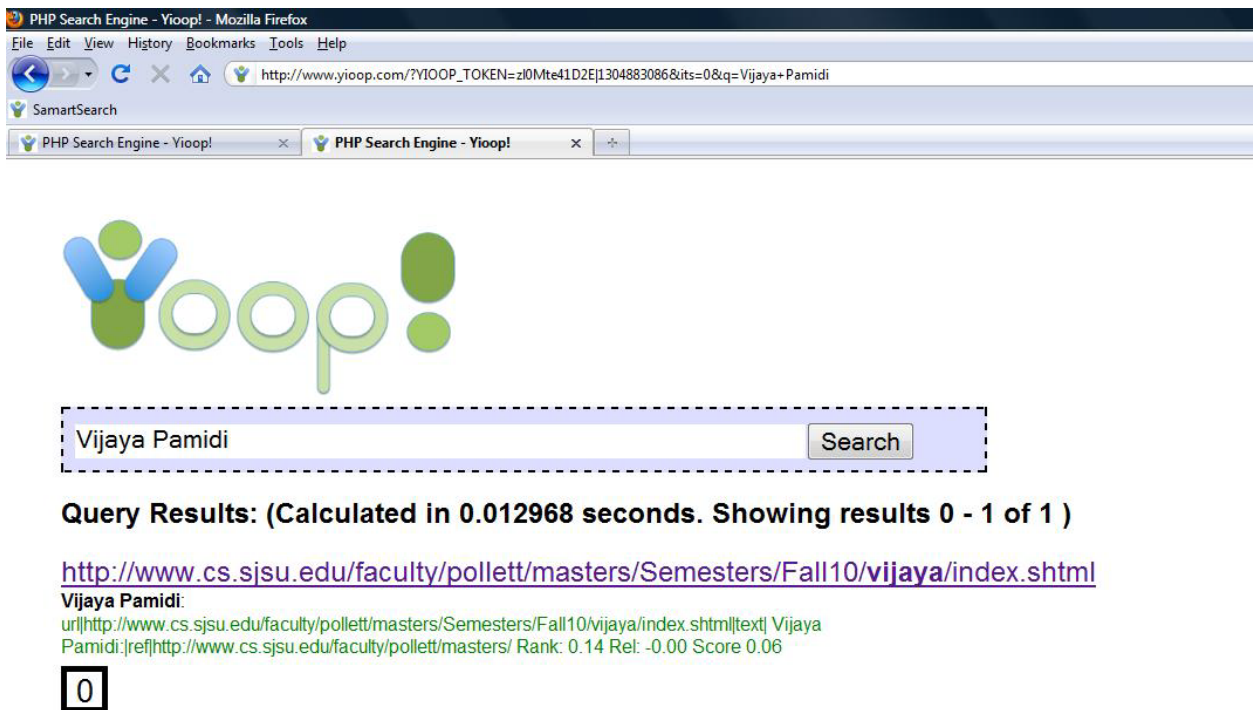 PHP Search Engine - Yioop! - Mozilla Firefox
File Edit View History Bookmarks Tools Help
http://www.yioop.com/?YIOOP_TOKEN=zI0Mte41D2E|1304883086&its=0&q=Vijaya+Pamidi
SamartSearch
PHP Search Engine - Yioop! PHP Search Engine - Yioop!
Yioop!
Vijaya Pamidi Search
Query Results: (Calculated in 0.012968 seconds. Showing results 0 - 1 of 1 )
http://www.cs.sjsu.edu/faculty/pollett/masters/Semesters/Fall10/vijaya/index.shtml
Vijaya Pamidi:
url|http://www.cs.sjsu.edu/faculty/pollett/masters/Semesters/Fall10/vijaya/index.shtml|text| Vijaya
Pamidi:|ref|http://www.cs.sjsu.edu/faculty/pollett/masters/ Rank: 0.14 Rel: -0.00 Score 0.06
0